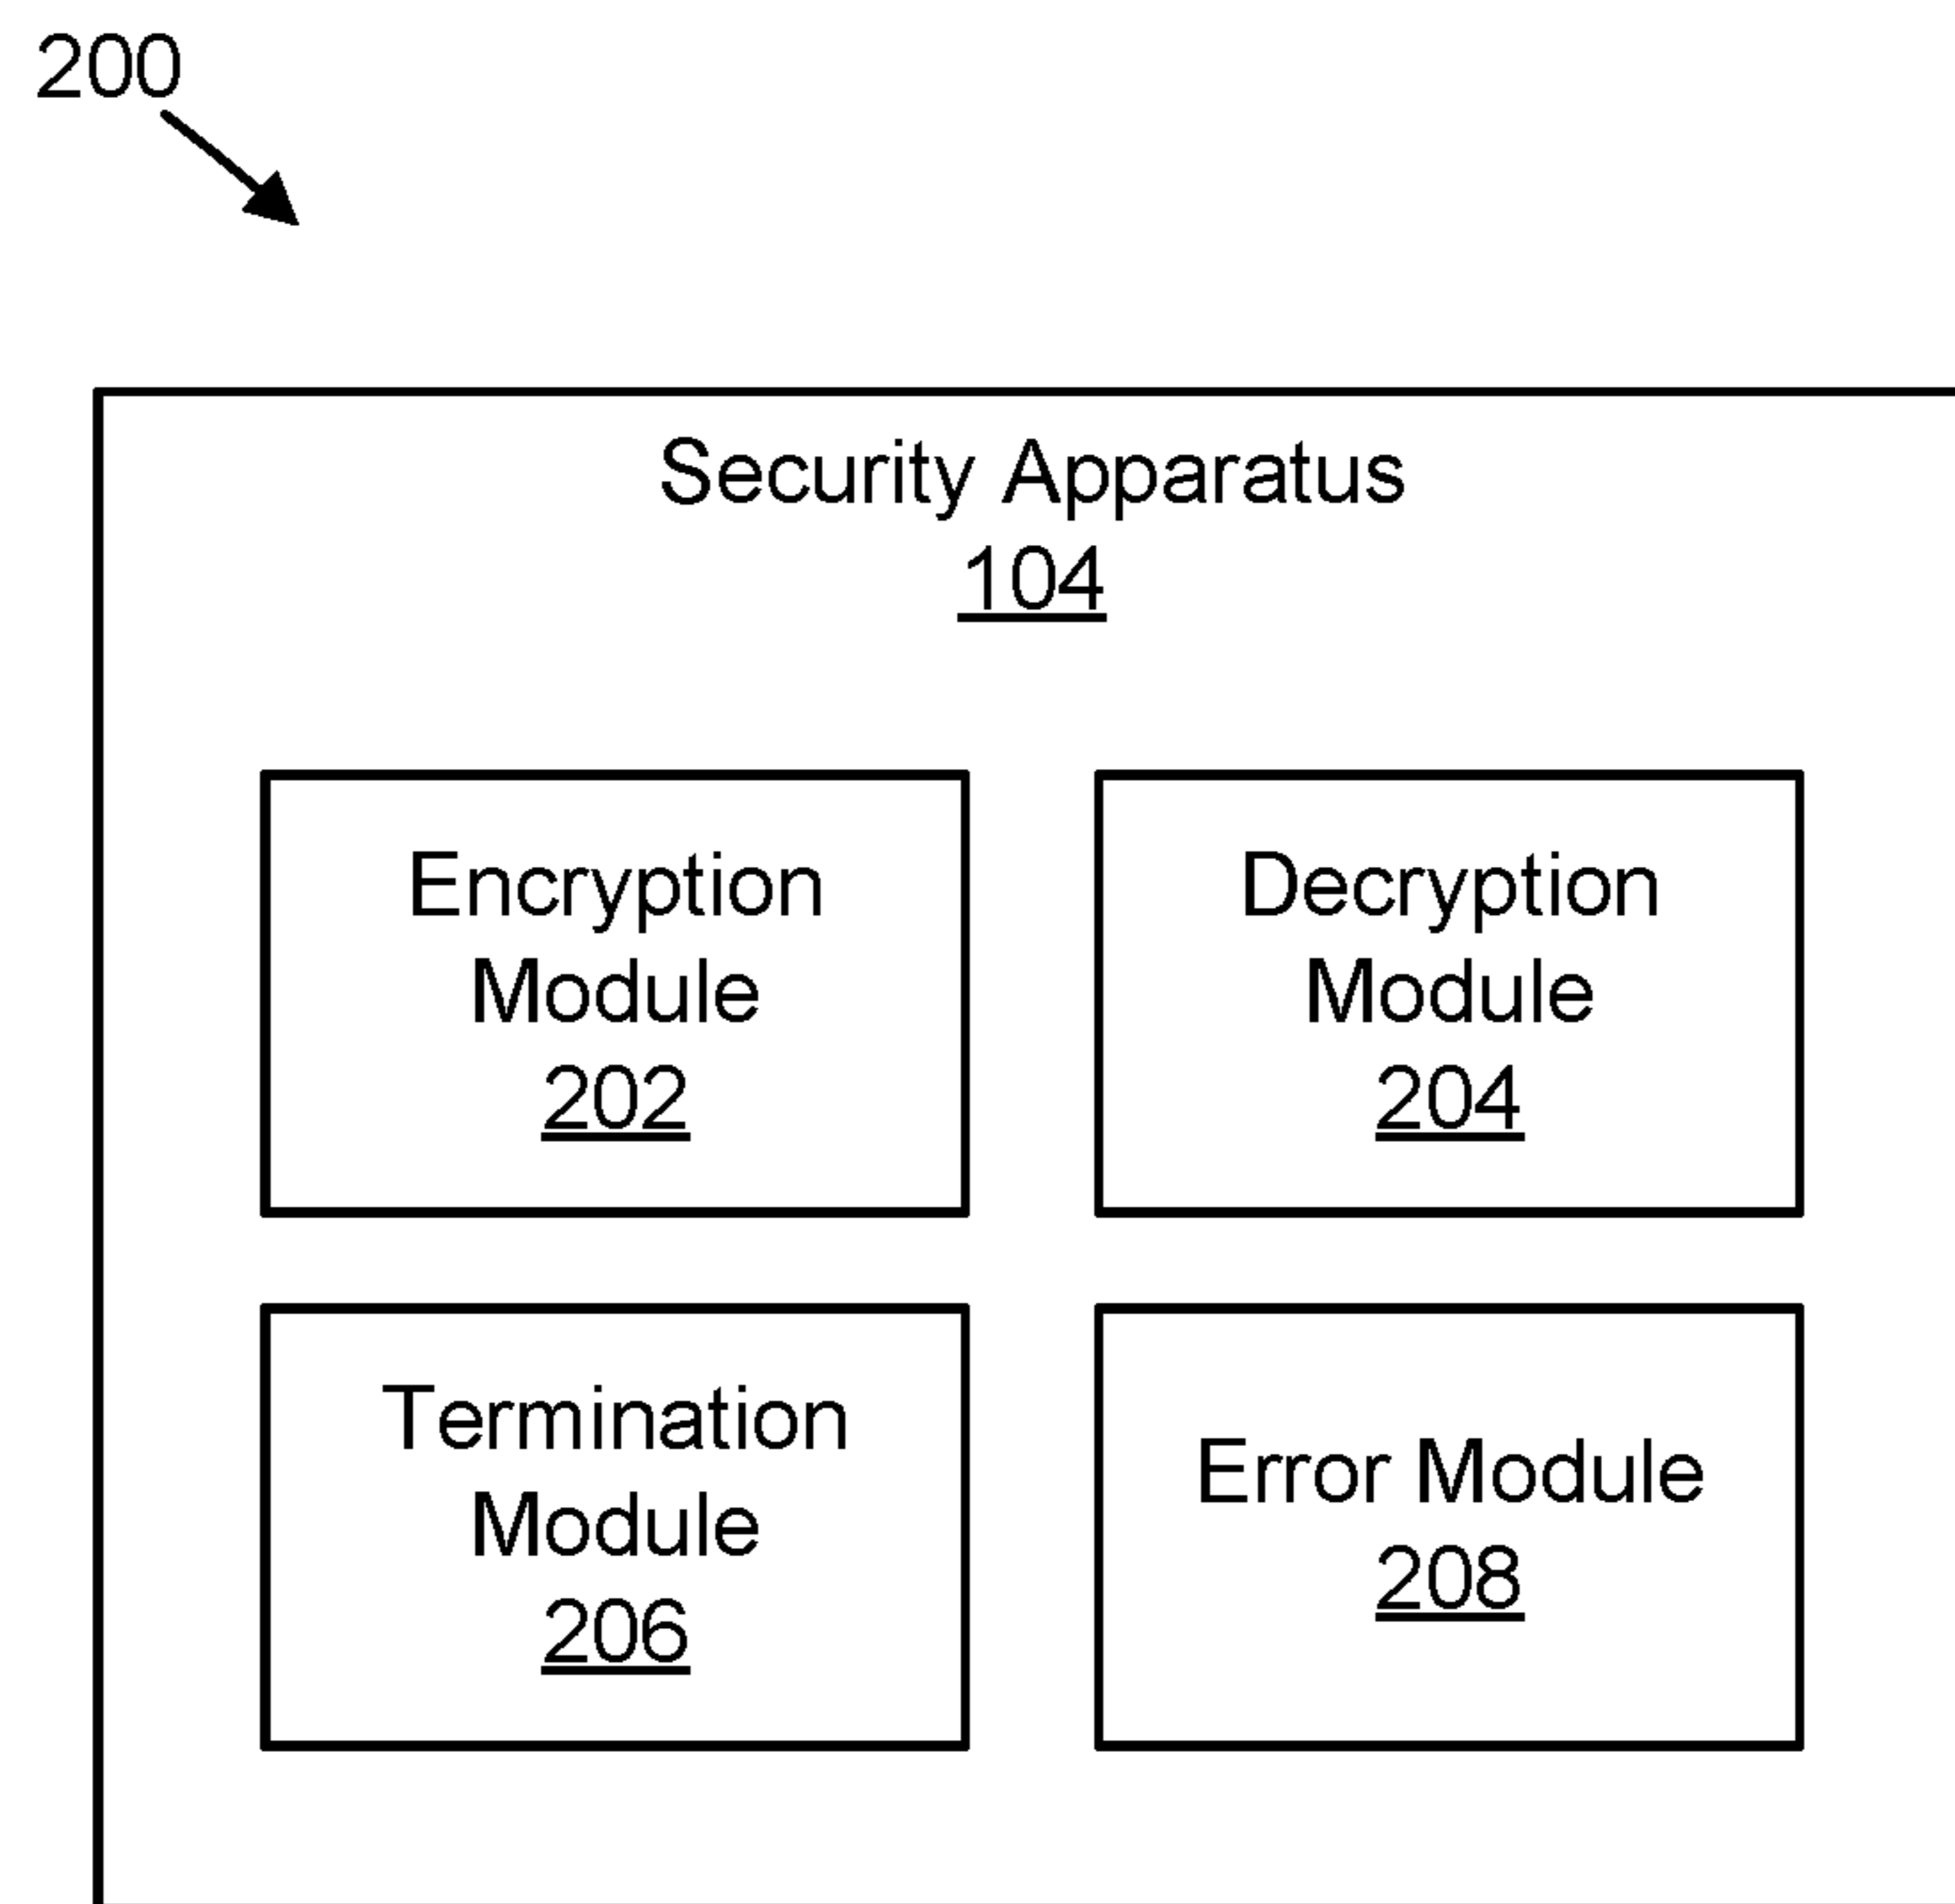 200
Security Apparatus
104
Encryption
Module
202
Decryption
Module
204
Termination
Module
206
Error Module
208